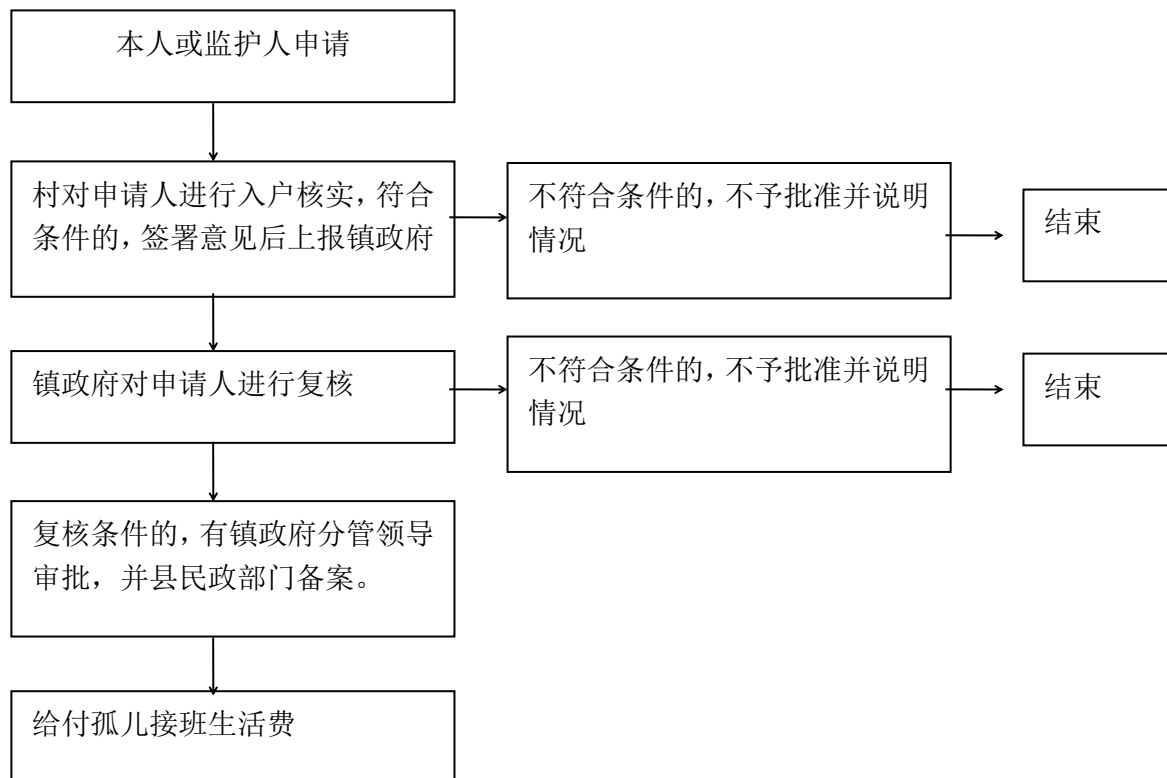 本人或监护人申请
村对申请人进行入户核实,符合
条件的,签署意见后上报镇政府
不符合条件的,不予批准并说明
情况
结束
镇政府对申请人进行复核
不符合条件的,不予批准并说明
情况
结束
复核条件的,有镇政府分管领导
审批，并县民政部门备案。
给付孤儿接班生活费